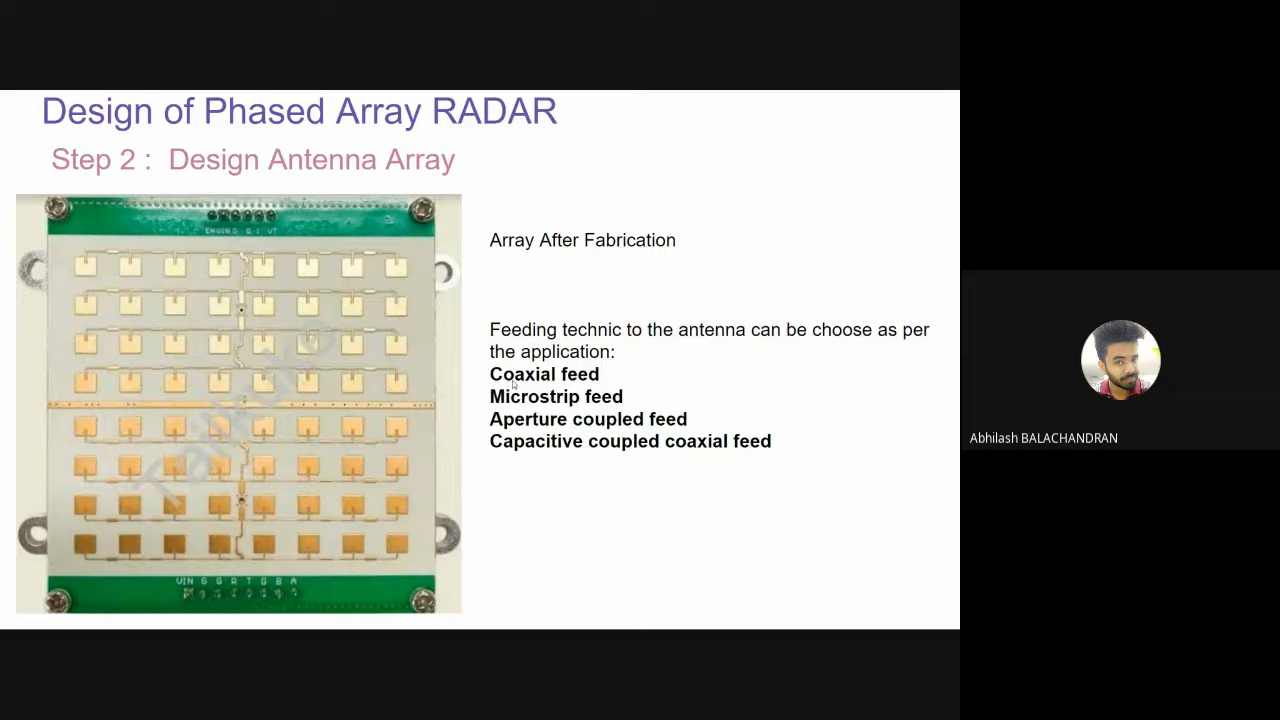 Design of Phased Array RADAR
Step 2 : Design Antenna Array
Array After Fabrication
Feeding technic to the antenna can be choose as per
the application:
Coaxial feed
Microstrip feed
Aperture coupled feed
Capacitive coupled coaxial feed
VIN G G R T G B A
Abhilash BALACHANDRAN